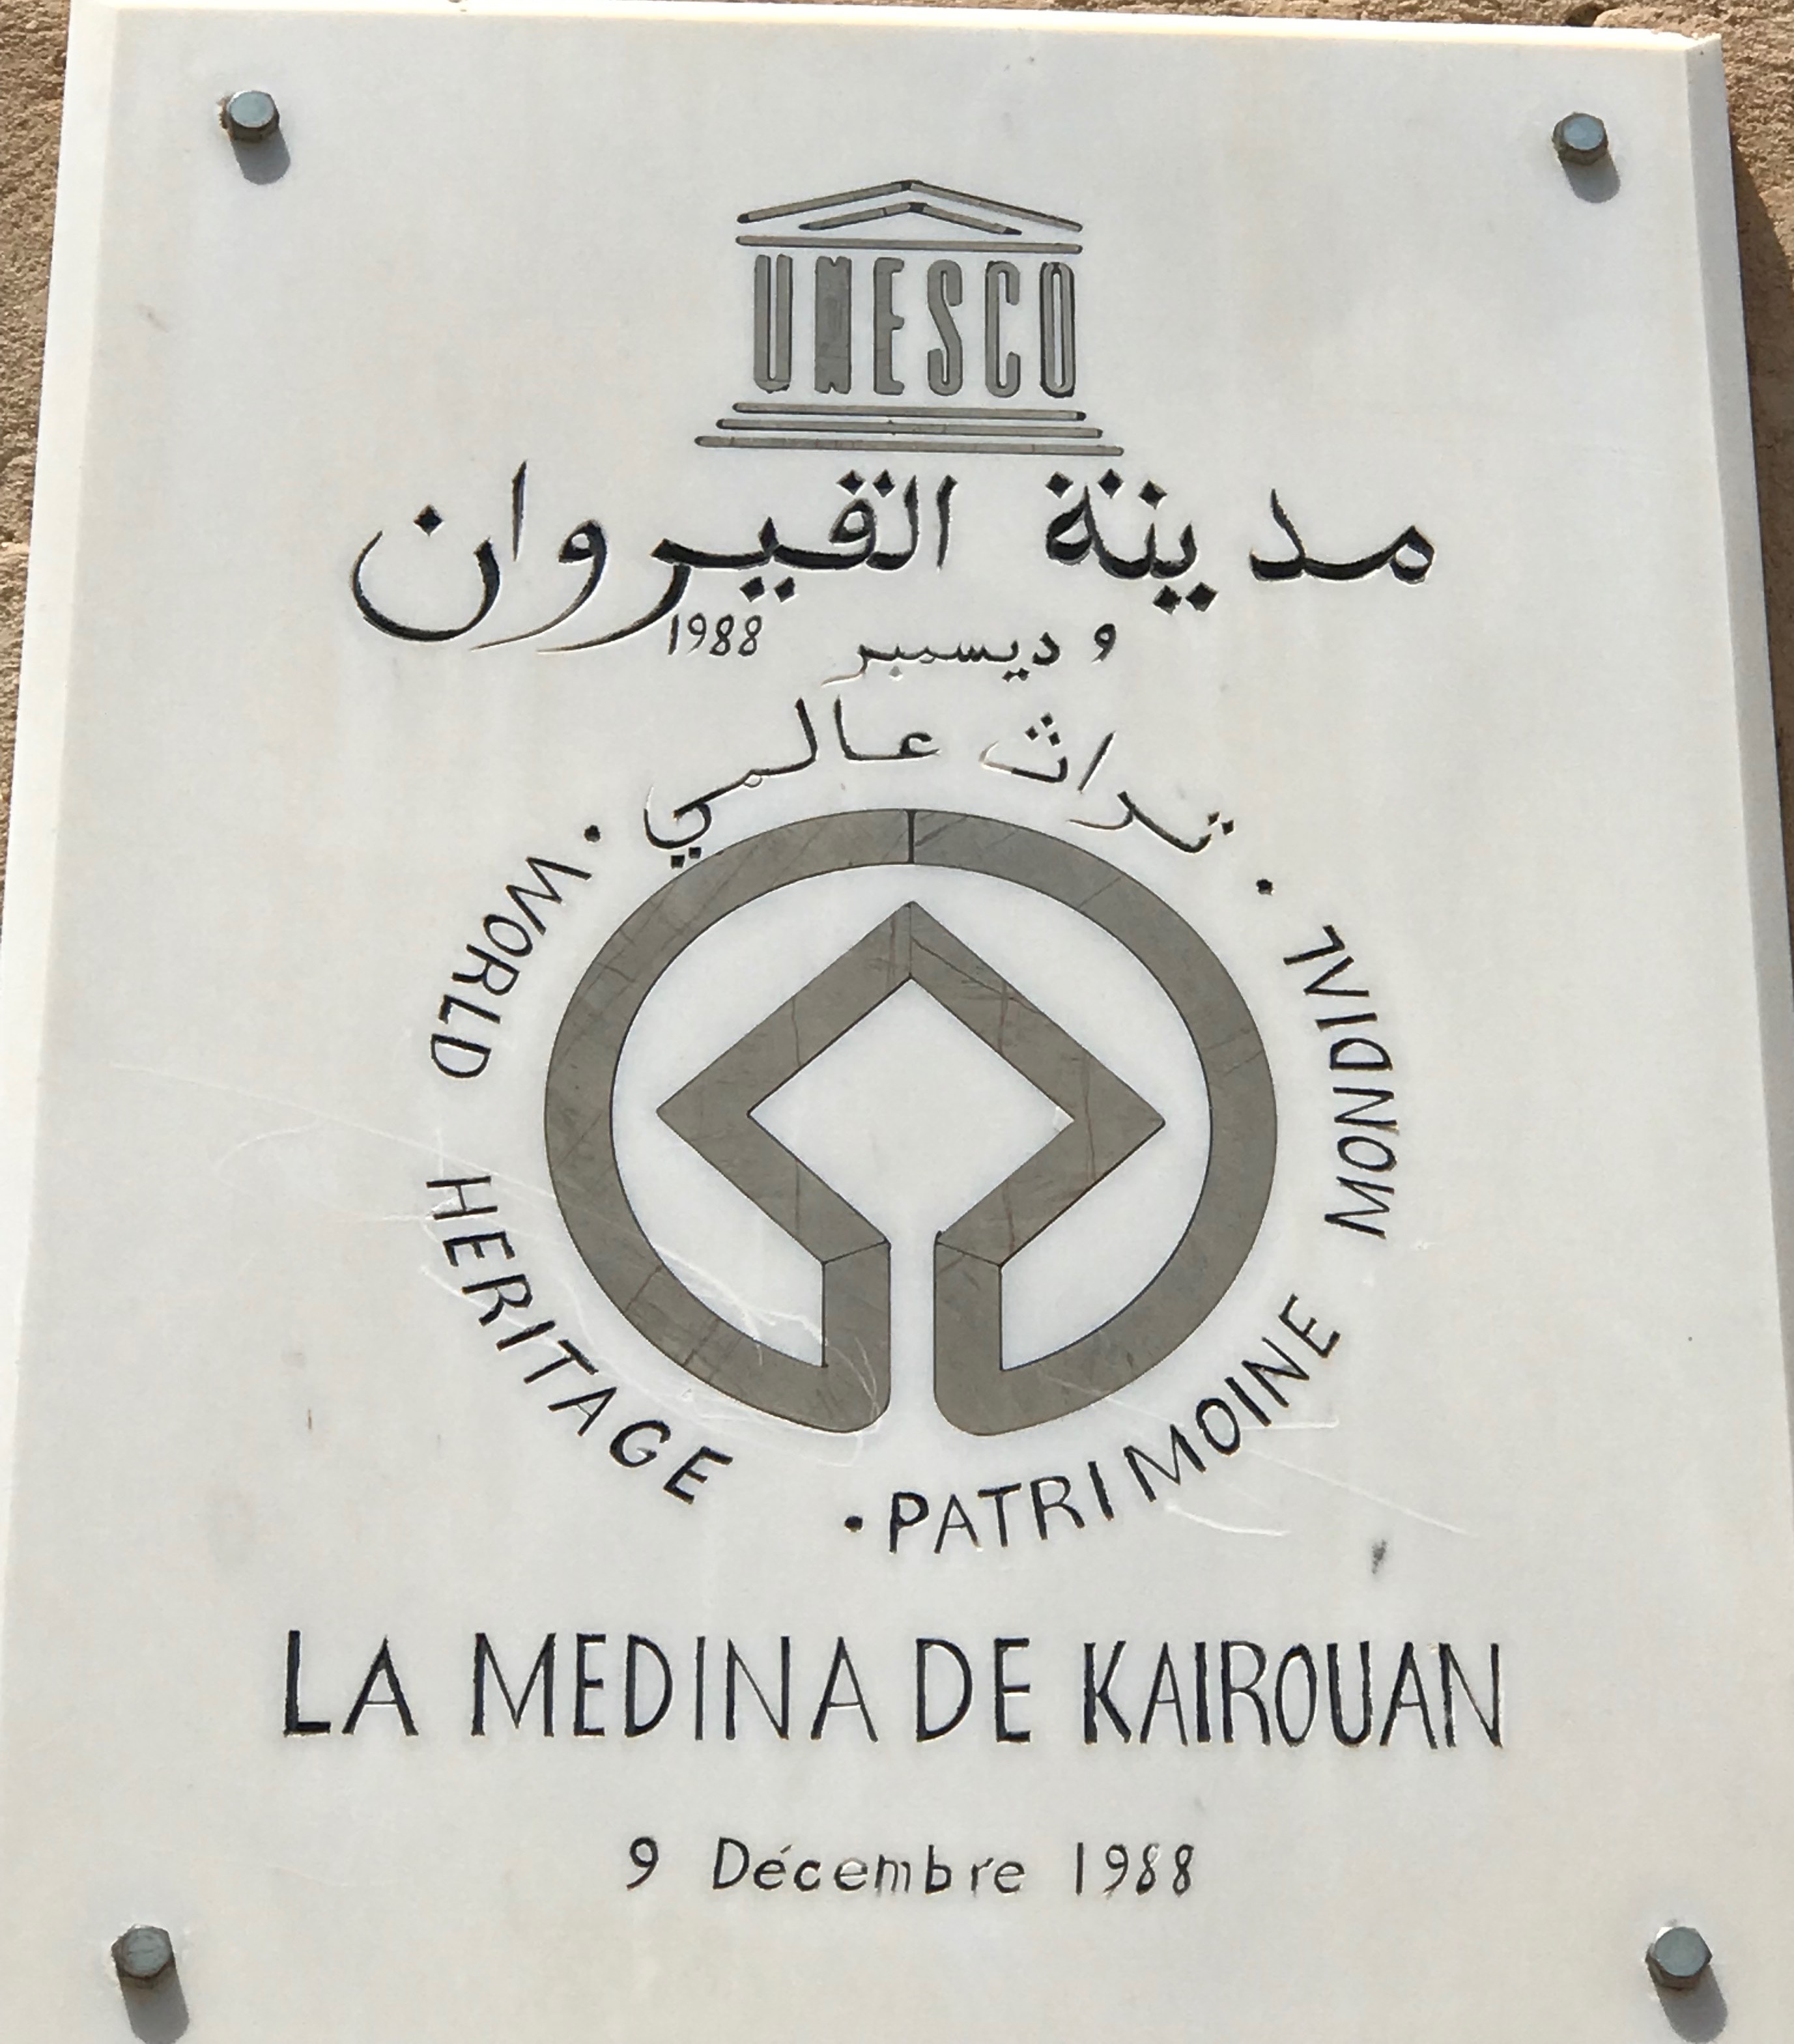 UNESCO
مدينة القيروان
9 ديسمبر 1988
تراث عالمي
• WORLD HERITAGE
• PATRIMOINE MONDIAL •
LA MEDINA DE KAIROUAN
9 Décembre 1988